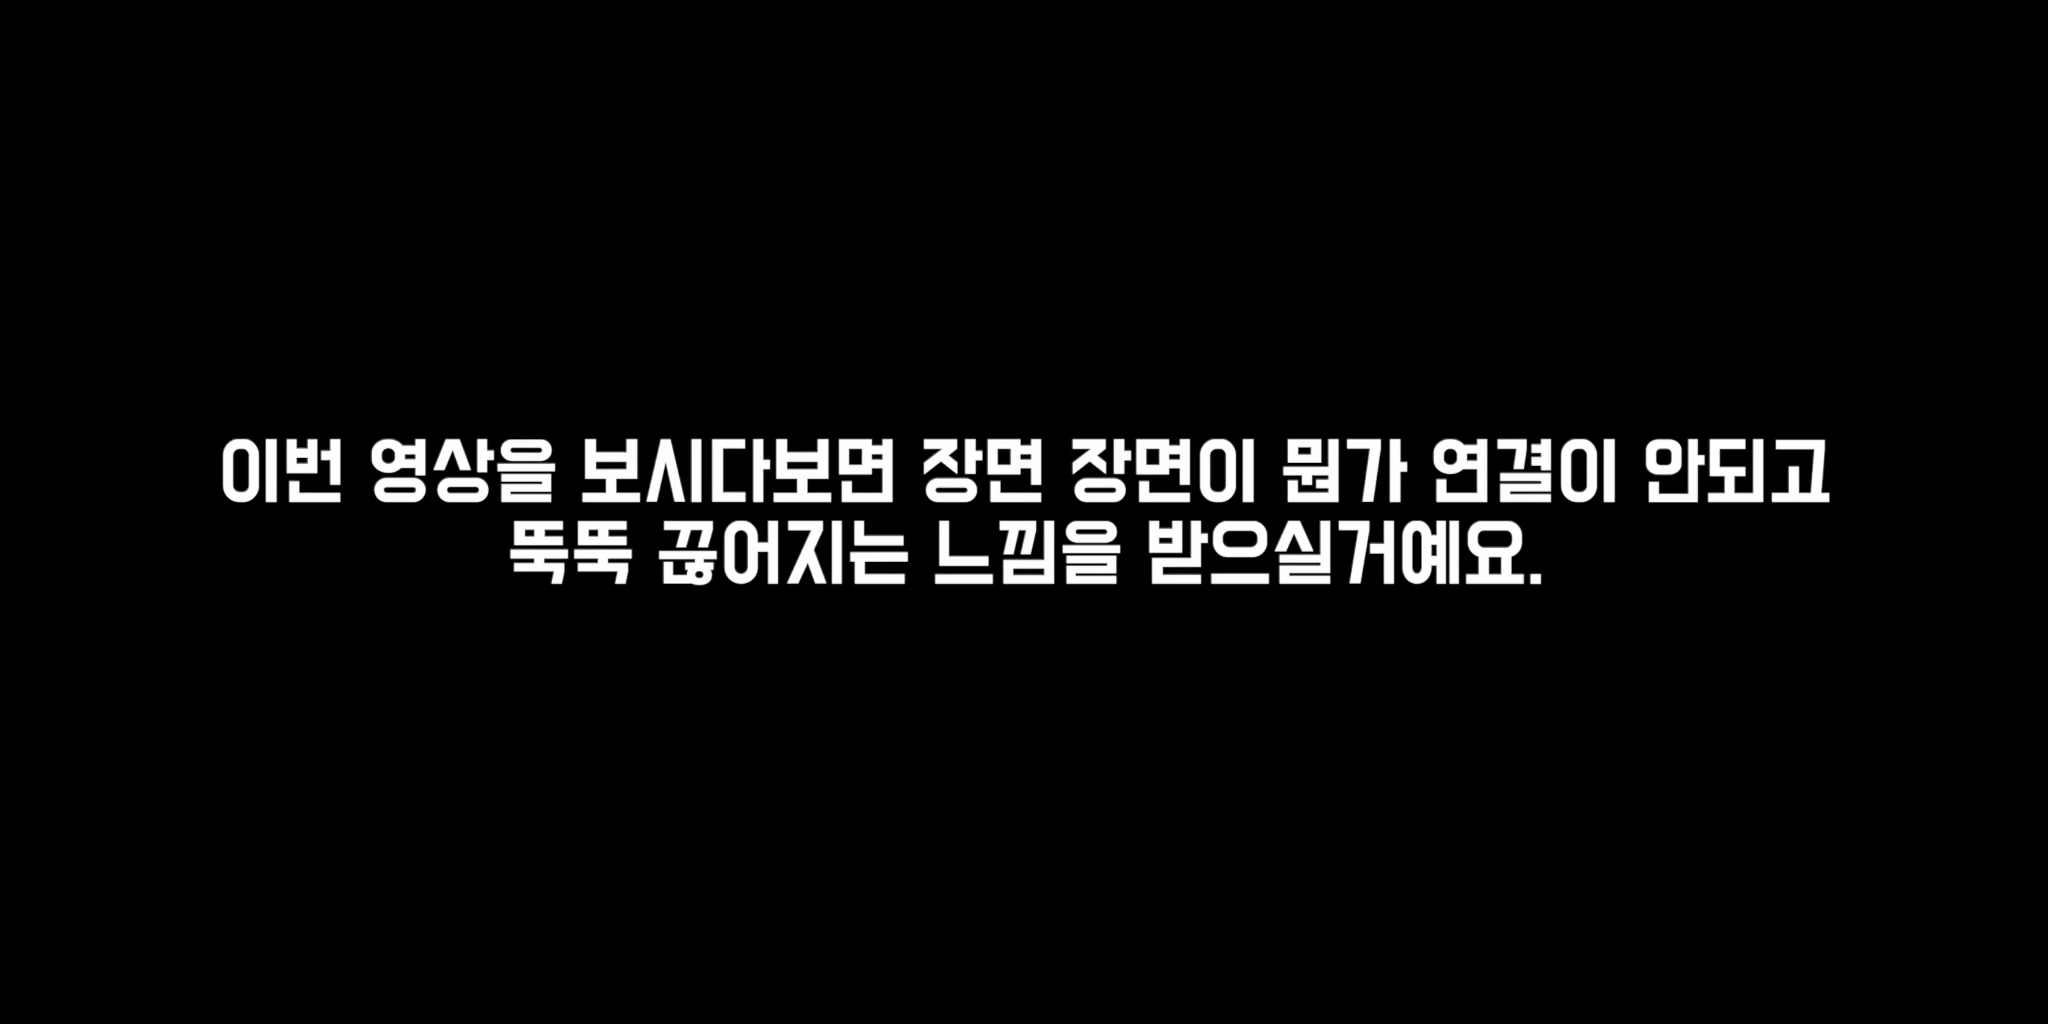 이번 영상을 보시다보면 장면 장면이 뭔가 연결이 안되고
뚝뚝 끊어지는 느낌을 받으실거예요.